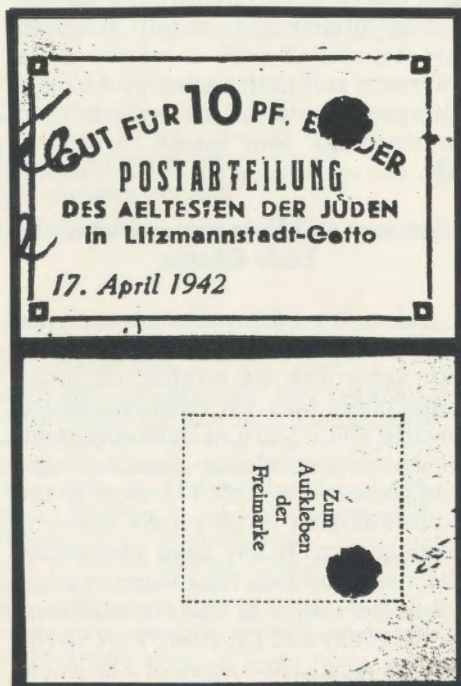 GUT FÜR 10 PF.
POSTABTEILUNG
DES AELTESTEN DER JUDEN
in Litzmannstadt-Getto
17. April 1942
Zum
Aufkleben
der
Freimarke